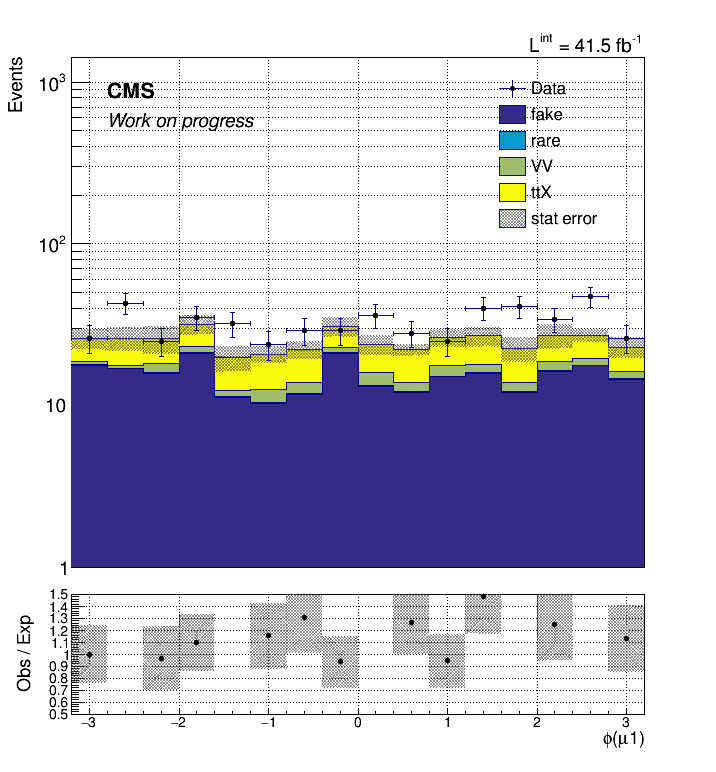 L^int = 41.5 fb^-1
Events
10^3
CMS
Work on progress
Data
fake
rare
VV
ttX
stat error
10^2
10
1
Obs / Exp
1.5
1.4
1.3
1.2
1.1
1
0.9
0.8
0.7
0.6
0.5
−3 −2 −1 0 1 2 3
ϕ(μ1)